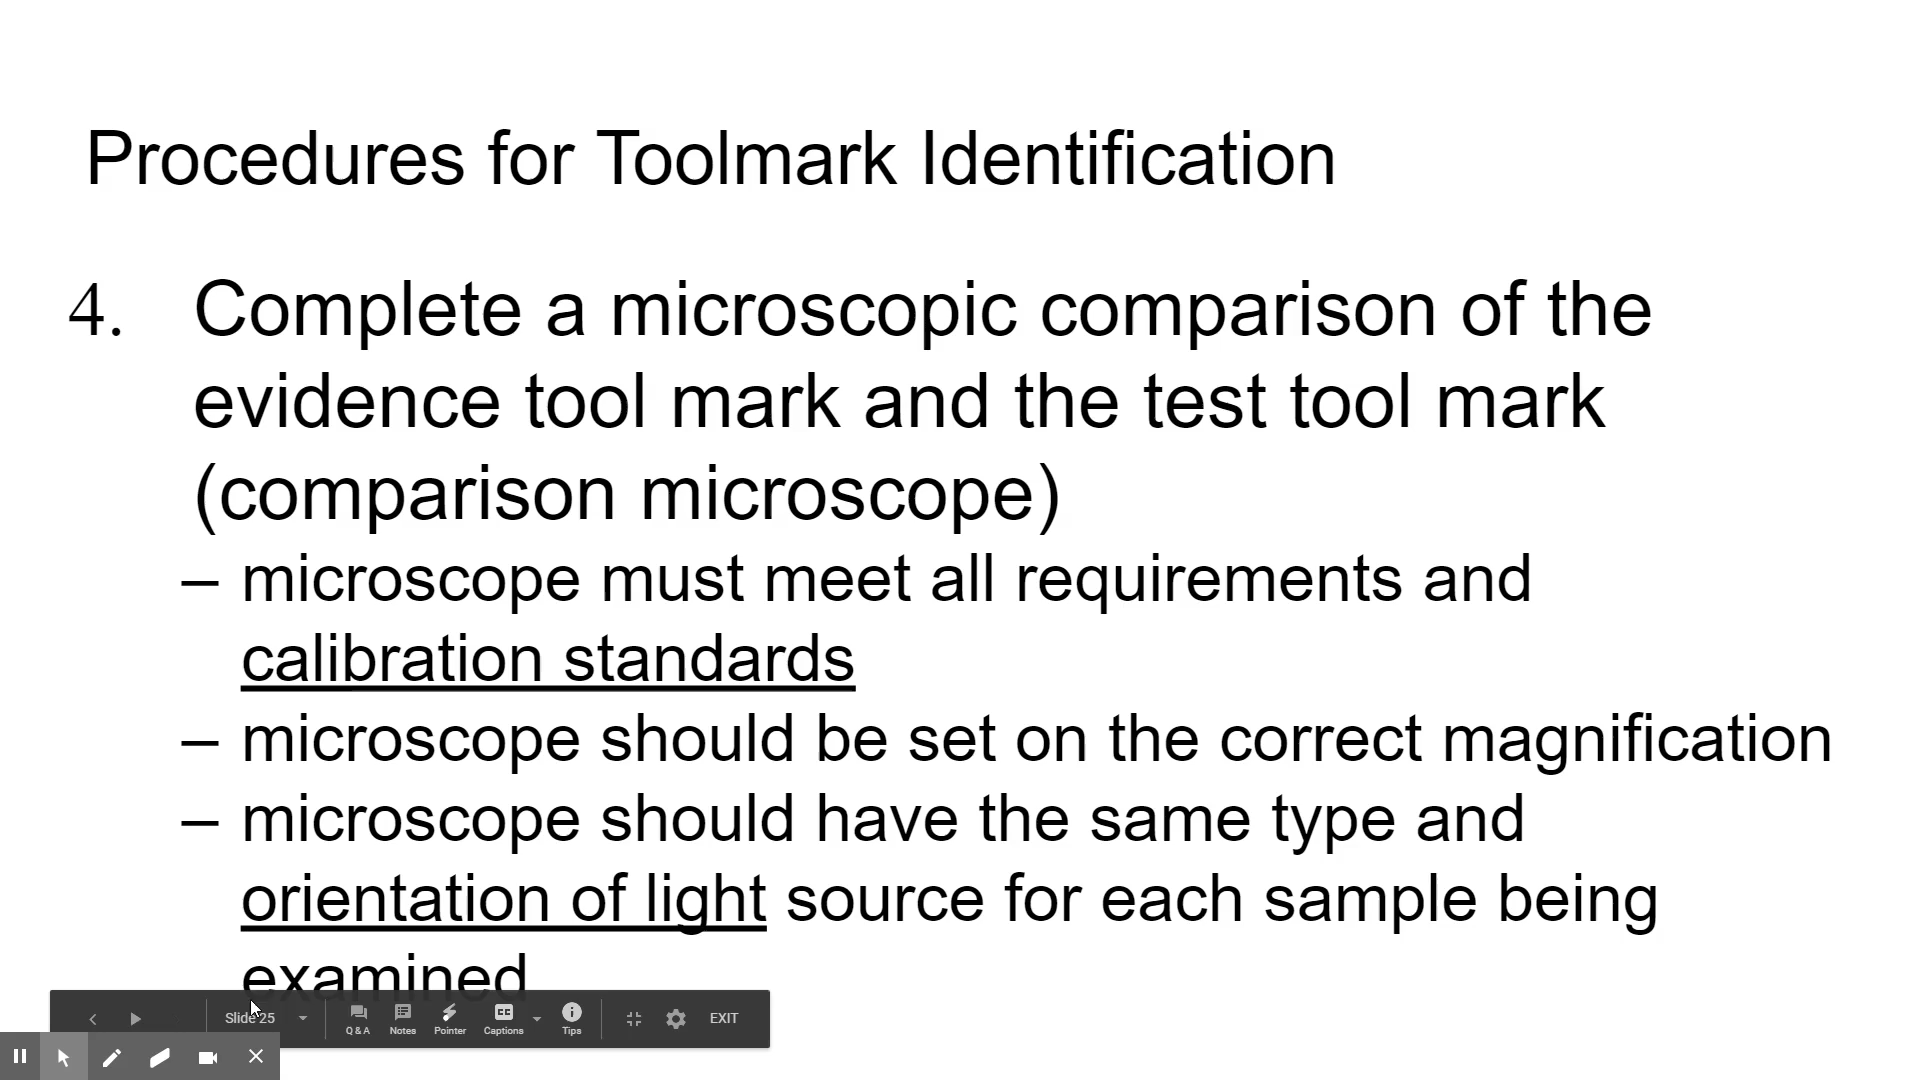 Procedures for Toolmark Identification
4. Complete a microscopic comparison of the
evidence tool mark and the test tool mark
(comparison microscope)
– microscope must meet all requirements and
calibration standards
– microscope should be set on the correct magnification
– microscope should have the same type and
orientation of light source for each sample being
examined
Slide 25 Q & A Notes Pointer CC Captions Tips EXIT